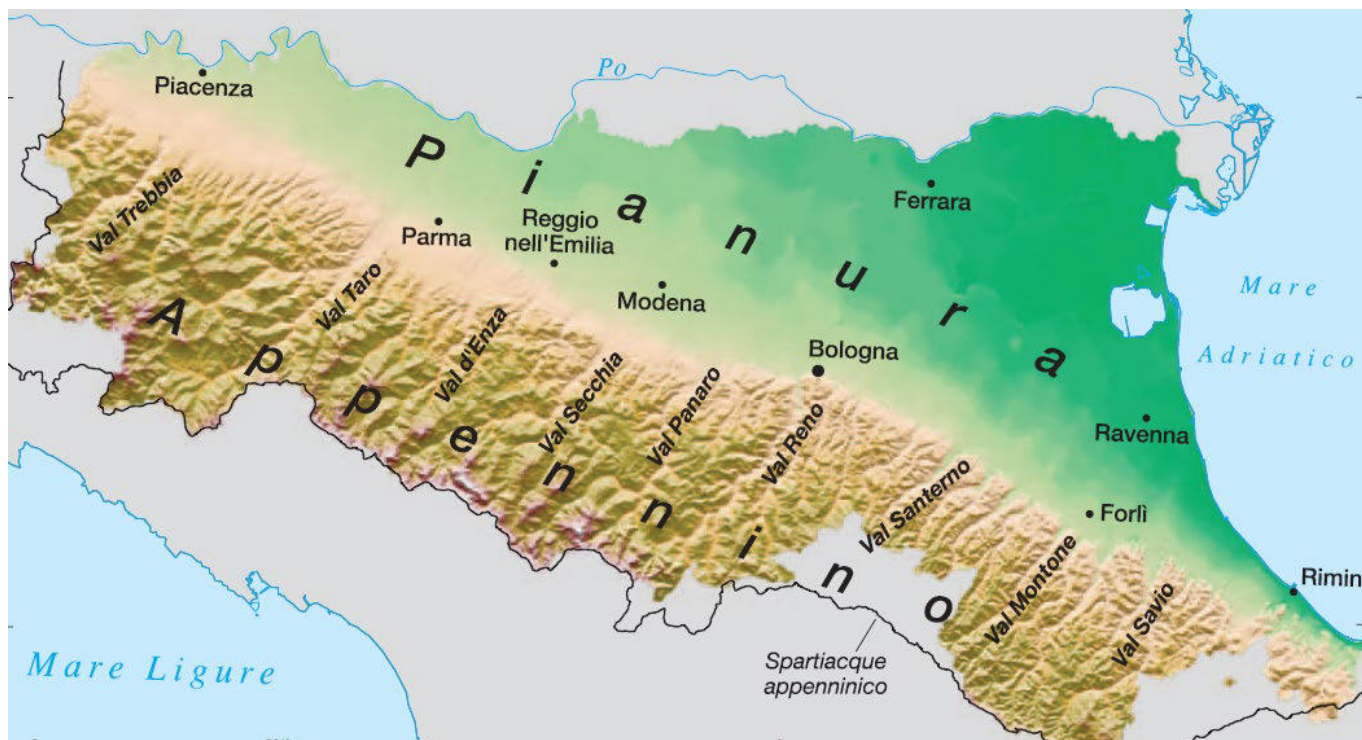 Po
Piacenza
Pianura
Ferrara
Val Trebbia
Parma
Reggio
nell'Emilia
Modena
Val Taro
Mare
Adriatico
Appennino
Val d'Enza
Val Secchia
Val Panaro
Bologna
Val Reno
Ravenna
Val Santerno
Forlì
Val Montone
Val Savio
Rimin
Mare Ligure
Spartiacque
appenninico